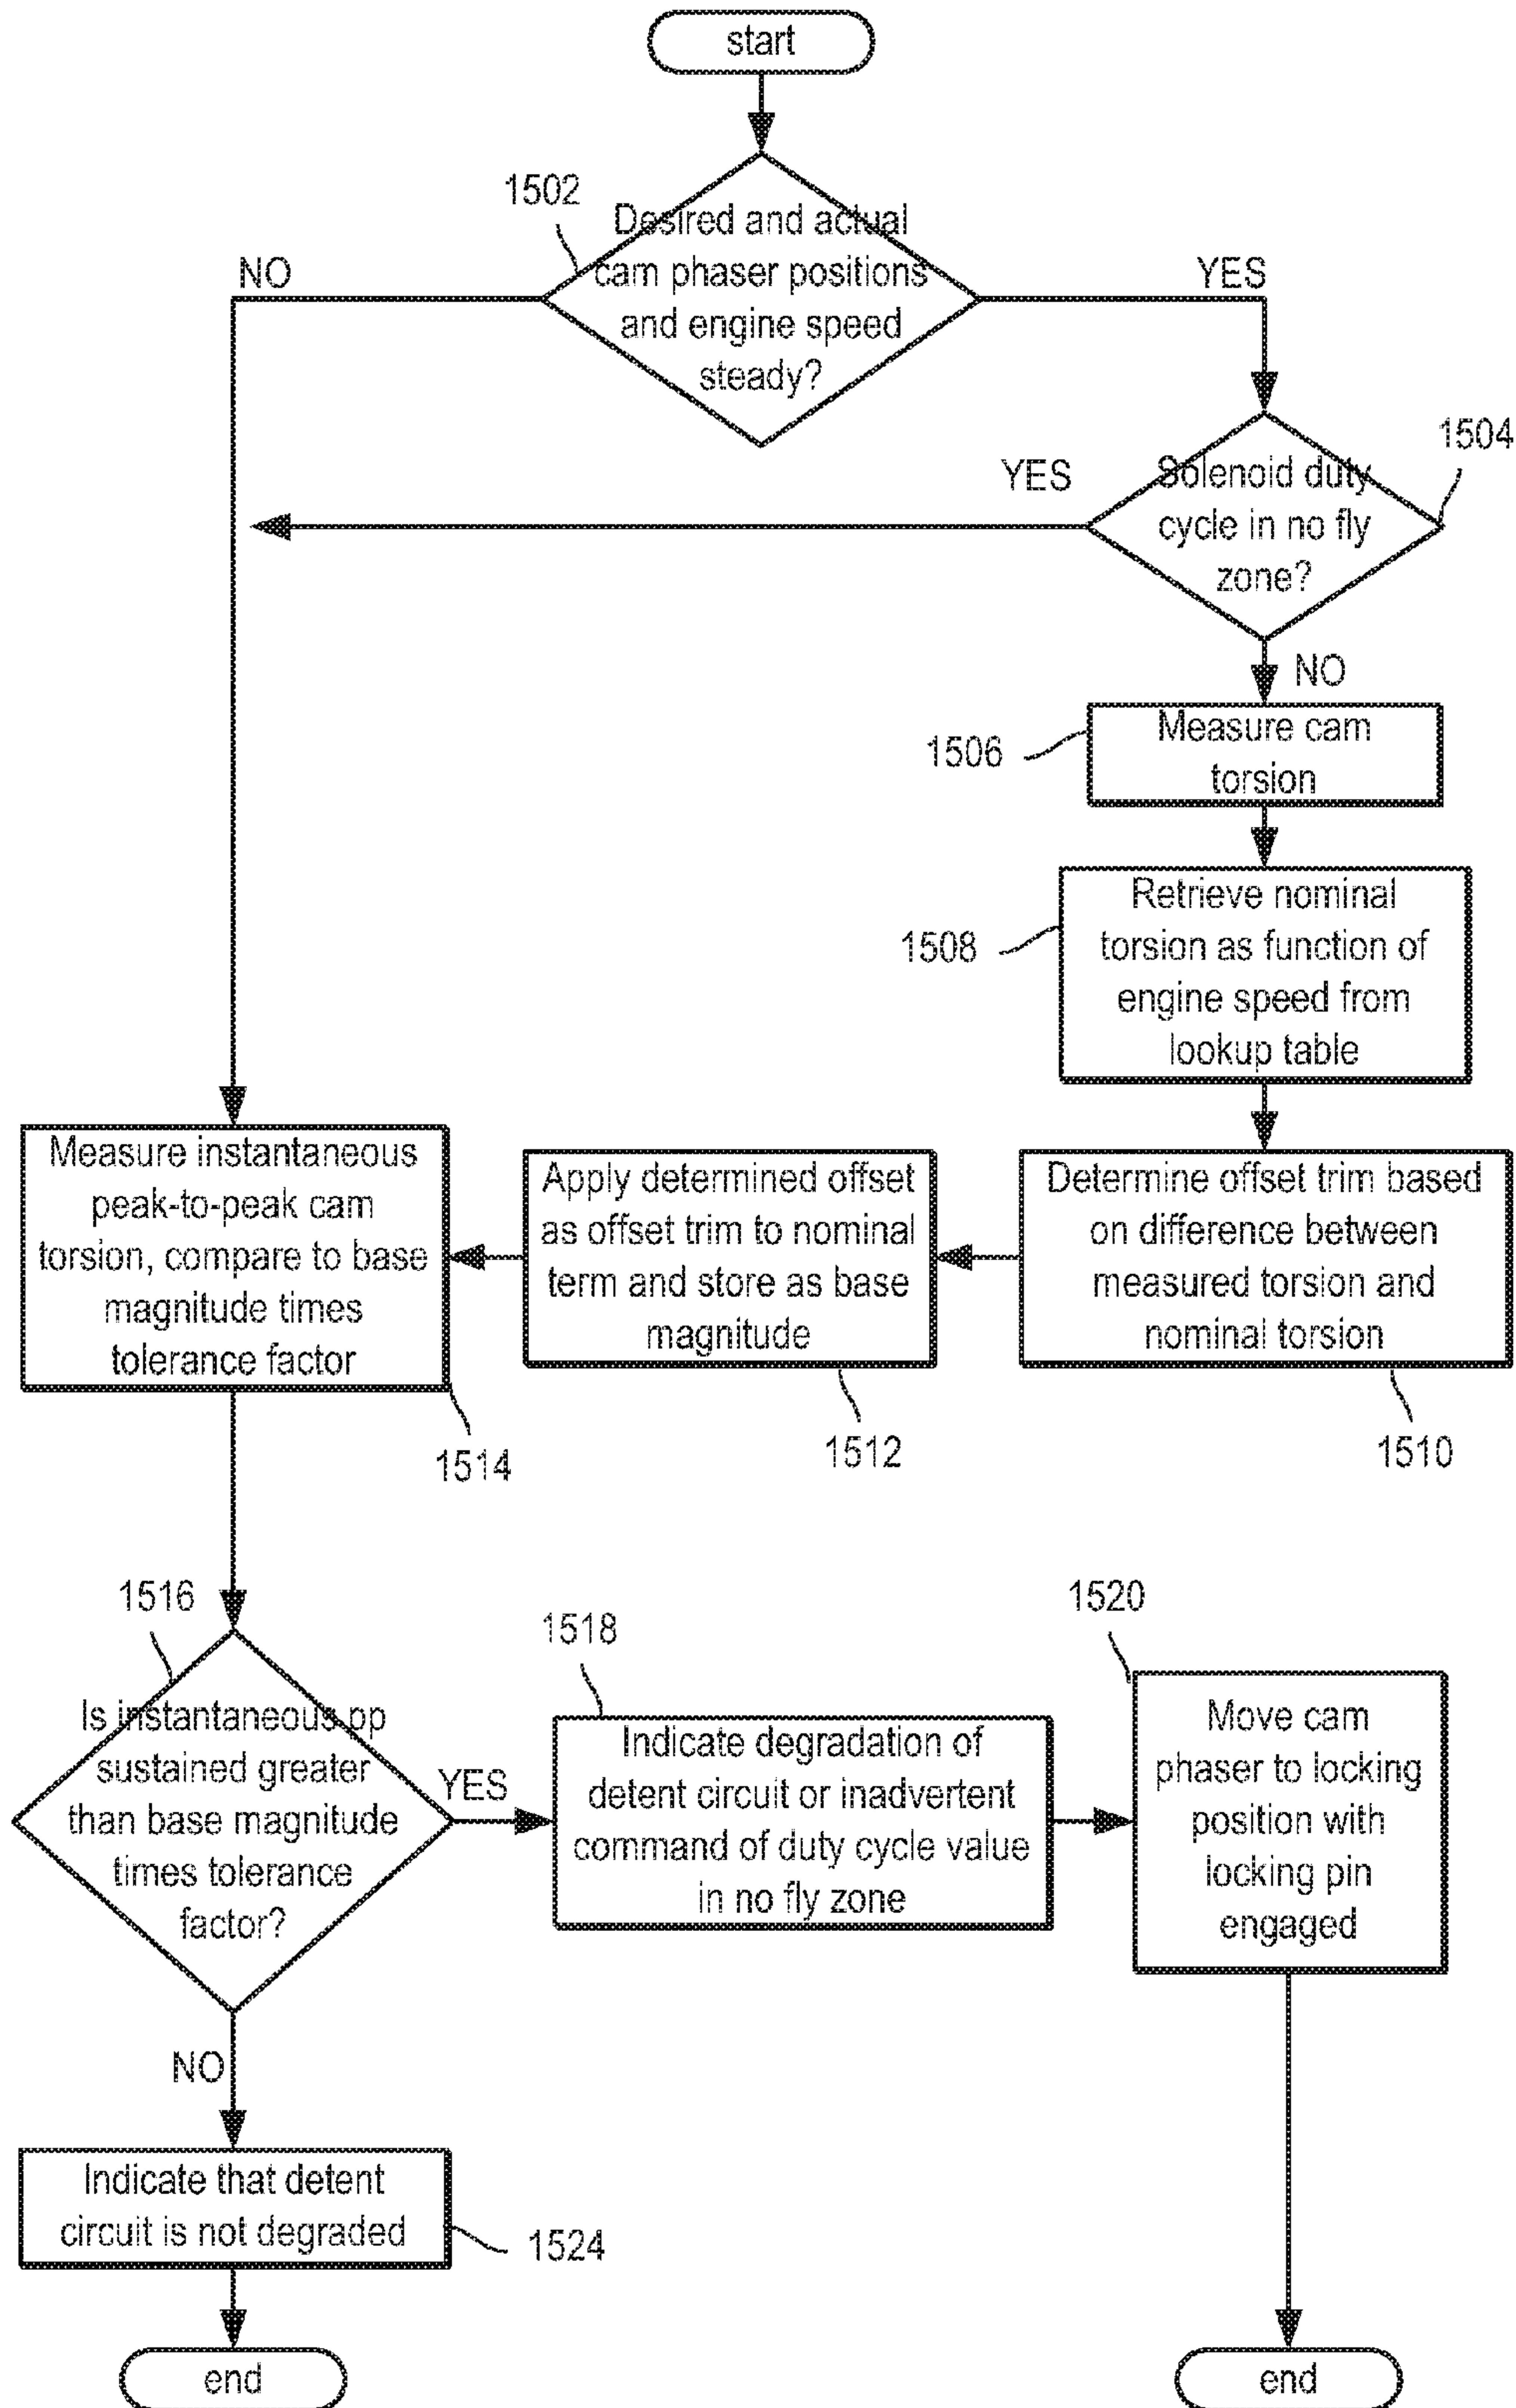 start
1502
Desired and actual
cam phaser positions
and engine speed
steady?
NO
YES
1504
YES
Solenoid duty
cycle in no fly
zone?
NO
1506
Measure cam
torsion
1508
Retrieve nominal
torsion as function of
engine speed from
lookup table
Measure instantaneous
peak-to-peak cam
torsion, compare to base
magnitude times
tolerance factor
Apply determined offset
as offset trim to nominal
term and store as base
magnitude
Determine offset trim based
on difference between
measured torsion and
nominal torsion
1514
1512
1510
1516
Is instantaneous pp
sustained greater
than base magnitude
times tolerance
factor?
YES
1518
Indicate degradation of
detent circuit or inadvertent
command of duty cycle value
in no fly zone
1520
Move cam
phaser to locking
position with
locking pin
engaged
NO
Indicate that detent
circuit is not degraded
1524
end
end